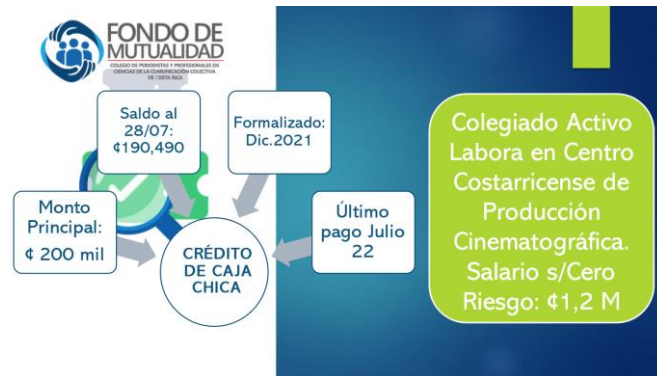 FONDO DE
MUTUALIDAD
COLEGIO DE PERIODISTAS Y PROFESIONALES EN
CIENCIAS DE LA COMUNICACIÓN COLECTIVA
DE COSTA RICA
Saldo al
28/07:
¢190,490
Formalizado:
Dic.2021
Monto
Principal:
¢ 200 mil
CRÉDITO
DE CAJA
CHICA
Último
pago Julio
22
Colegiado Activo
Labora en Centro
Costarricense de
Producción
Cinematográfica.
Salario s/Cero
Riesgo: ¢1,2 M